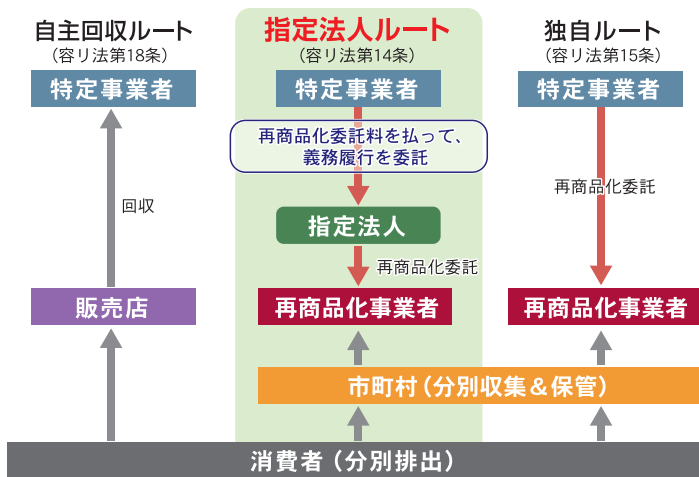 自主回収ルート
(容リ法第18条)
特定事業者
回収
販売店
指定法人ルート
(容リ法第14条)
特定事業者
再商品化委託料を払って、
義務履行を委託
指定法人
再商品化委託
再商品化事業者
独自ルート
(容リ法第15条)
特定事業者
再商品化委託
再商品化事業者
市町村(分別収集&保管)
消費者(分別排出)